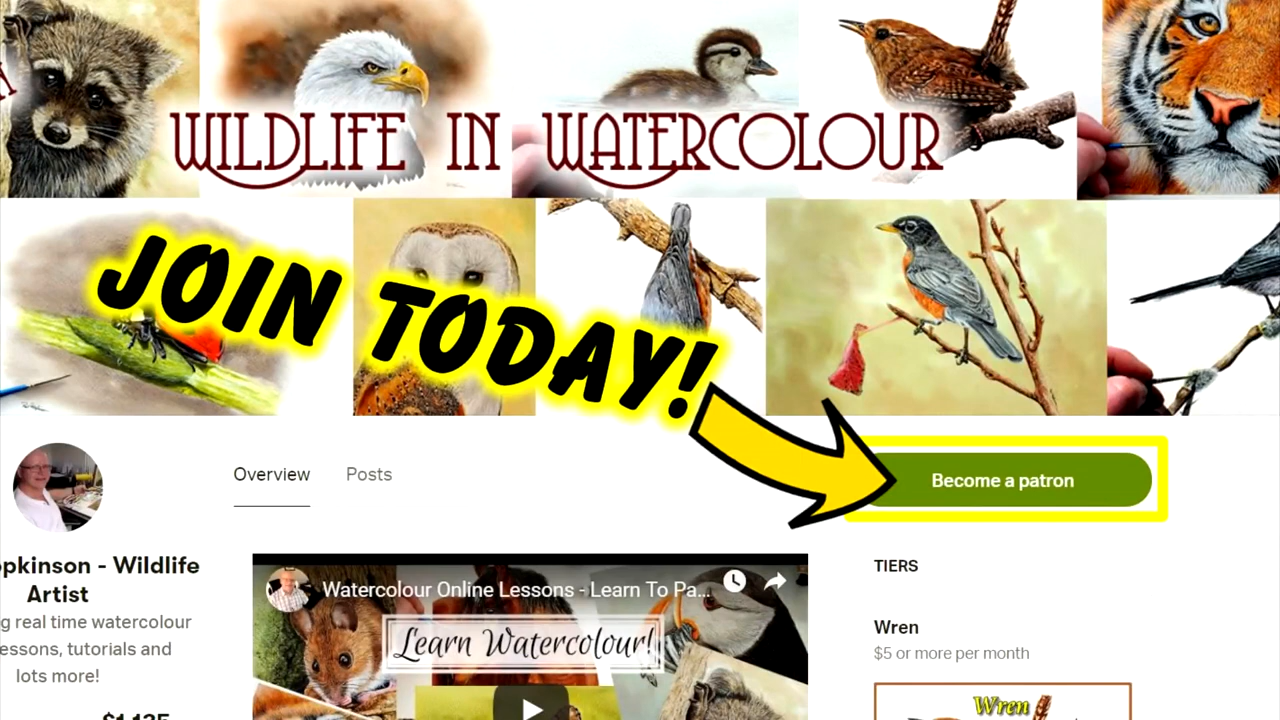 WILDLIFE IN WATERCOLOUR
JOIN TODAY!
Overview
Posts
Become a patron
opkinson - Wildlife
Artist
g real time watercolour
essons, tutorials and
lots more!
Watercolour Online Lessons - Learn To Pa...
Learn Watercolour!
TIERS
Wren
$5 or more per month
Wren